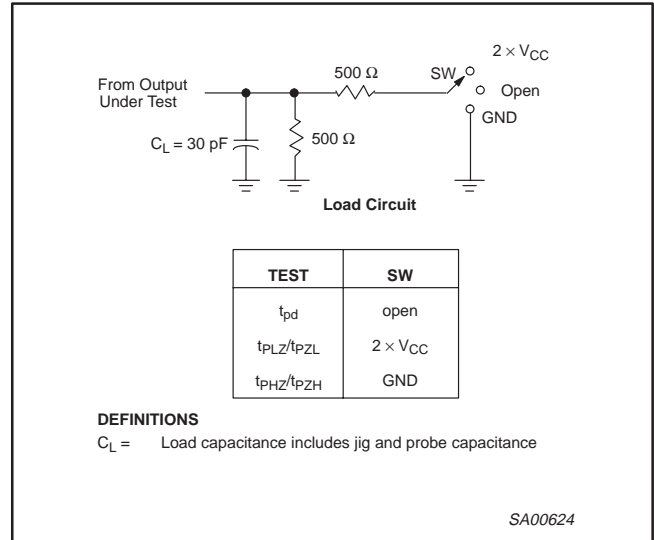 2 × VCC
500 Ω
SW
From Output
Under Test
Open
GND
CL = 30 pF
500 Ω
Load Circuit
TEST SW
tpd open
tPLZ/tPZL 2 × VCC
tPHZ/tPZH GND
DEFINITIONS
CL = Load capacitance includes jig and probe capacitance
SA00624